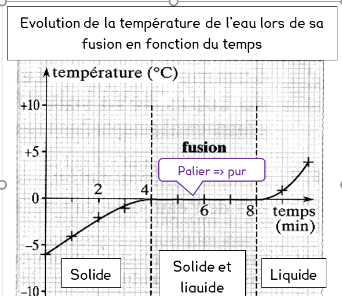 Evolution de la température de l'eau lors de sa
fusion en fonction du temps
température (°C)
+10
+5
fusion
Palier => pur
0
2
4
6
8
temps
(min)
-5
-10
Solide
Solide et
liquide
Liquide